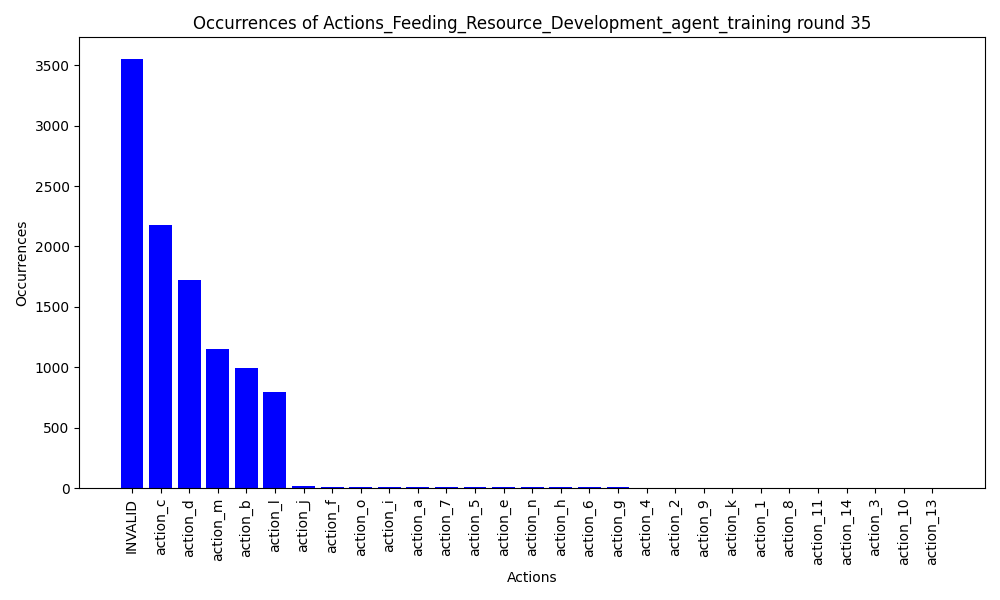 Occurrences of Actions_Feeding_Resource_Development_agent_training round 35
Occurrences
3500
3000
2500
2000
1500
1000
500
0
INVALID
action_c
action_d
action_m
action_b
action_l
action_j
action_f
action_o
action_i
action_a
action_7
action_5
action_e
action_n
action_h
action_6
action_g
action_4
action_2
action_9
action_k
action_1
action_8
action_11
action_14
action_3
action_10
action_13
Actions